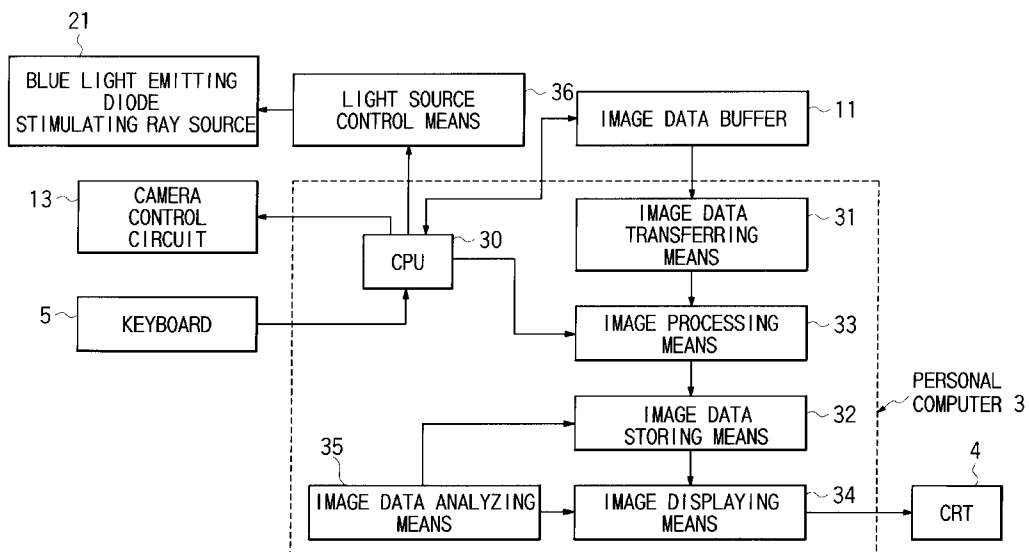 21
BLUE LIGHT EMITTING
DIODE
STIMULATING RAY SOURCE
LIGHT SOURCE
CONTROL MEANS
36
IMAGE DATA BUFFER
11
13
CAMERA
CONTROL
CIRCUIT
CPU
30
IMAGE DATA
TRANSFERRING
MEANS
31
5
KEYBOARD
IMAGE PROCESSING
MEANS
33
PERSONAL
COMPUTER 3
IMAGE DATA
STORING MEANS
32
35
IMAGE DATA ANALYZING
MEANS
IMAGE DISPLAYING
MEANS
34
4
CRT